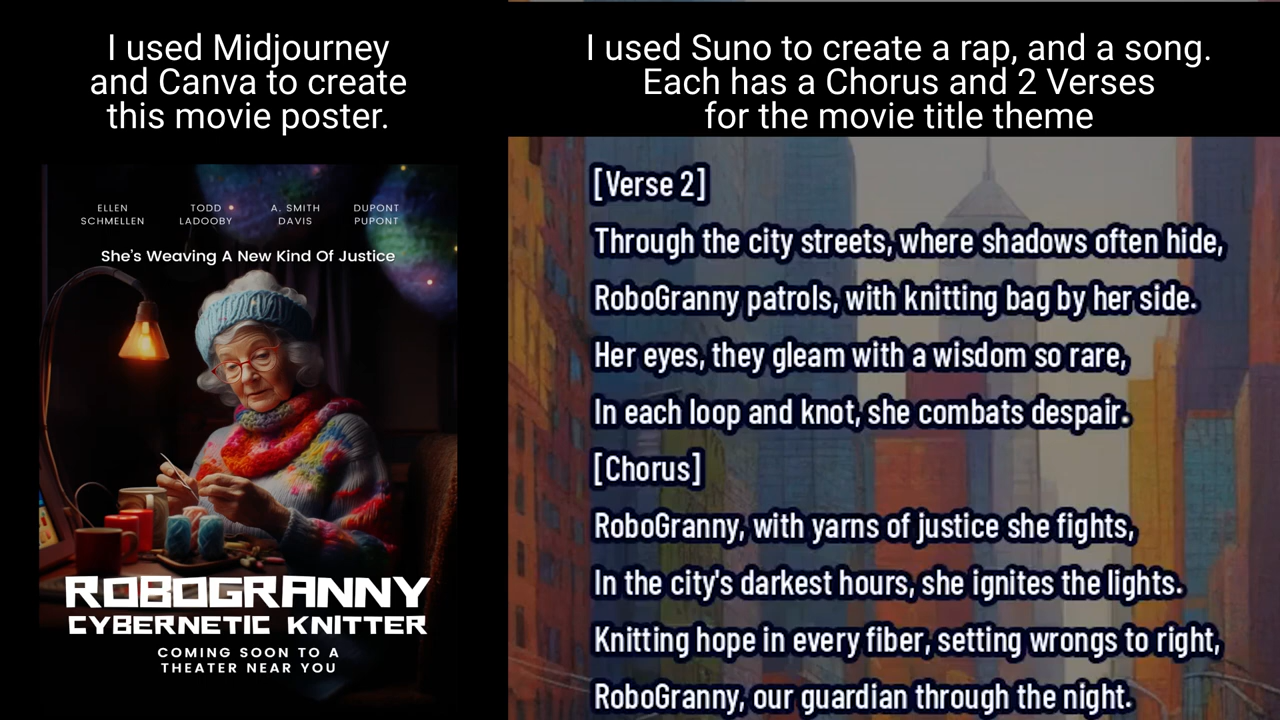 I used Midjourney
and Canva to create
this movie poster.
ELLEN
SCHMELLEN
TODD
LADOOBY
A. SMITH
DAVIS
DUPONT
PUPONT
She's Weaving A New Kind Of Justice
ROBOGRANNY
CYBERNETIC KNITTER
COMING SOON TO A
THEATER NEAR YOU
I used Suno to create a rap, and a song.
Each has a Chorus and 2 Verses
for the movie title theme
[Verse 2]
Through the city streets, where shadows often hide,
RoboGranny patrols, with knitting bag by her side.
Her eyes, they gleam with a wisdom so rare,
In each loop and knot, she combats despair.
[Chorus]
RoboGranny, with yarns of justice she fights,
In the city's darkest hours, she ignites the lights.
Knitting hope in every fiber, setting wrongs to right,
RoboGranny, our guardian through the night.